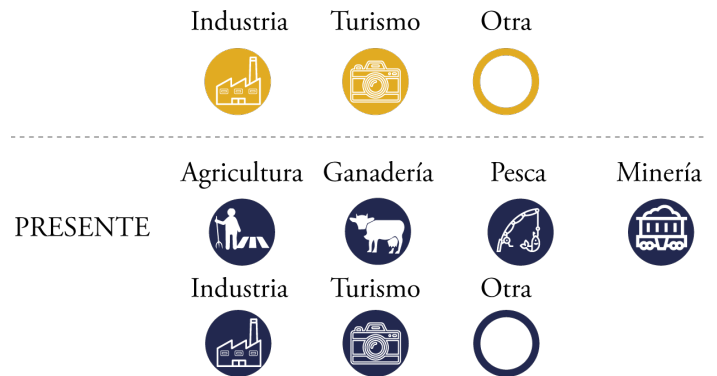 Industria Turismo Otra
Agricultura Ganadería Pesca Minería
PRESENTE
Industria Turismo Otra